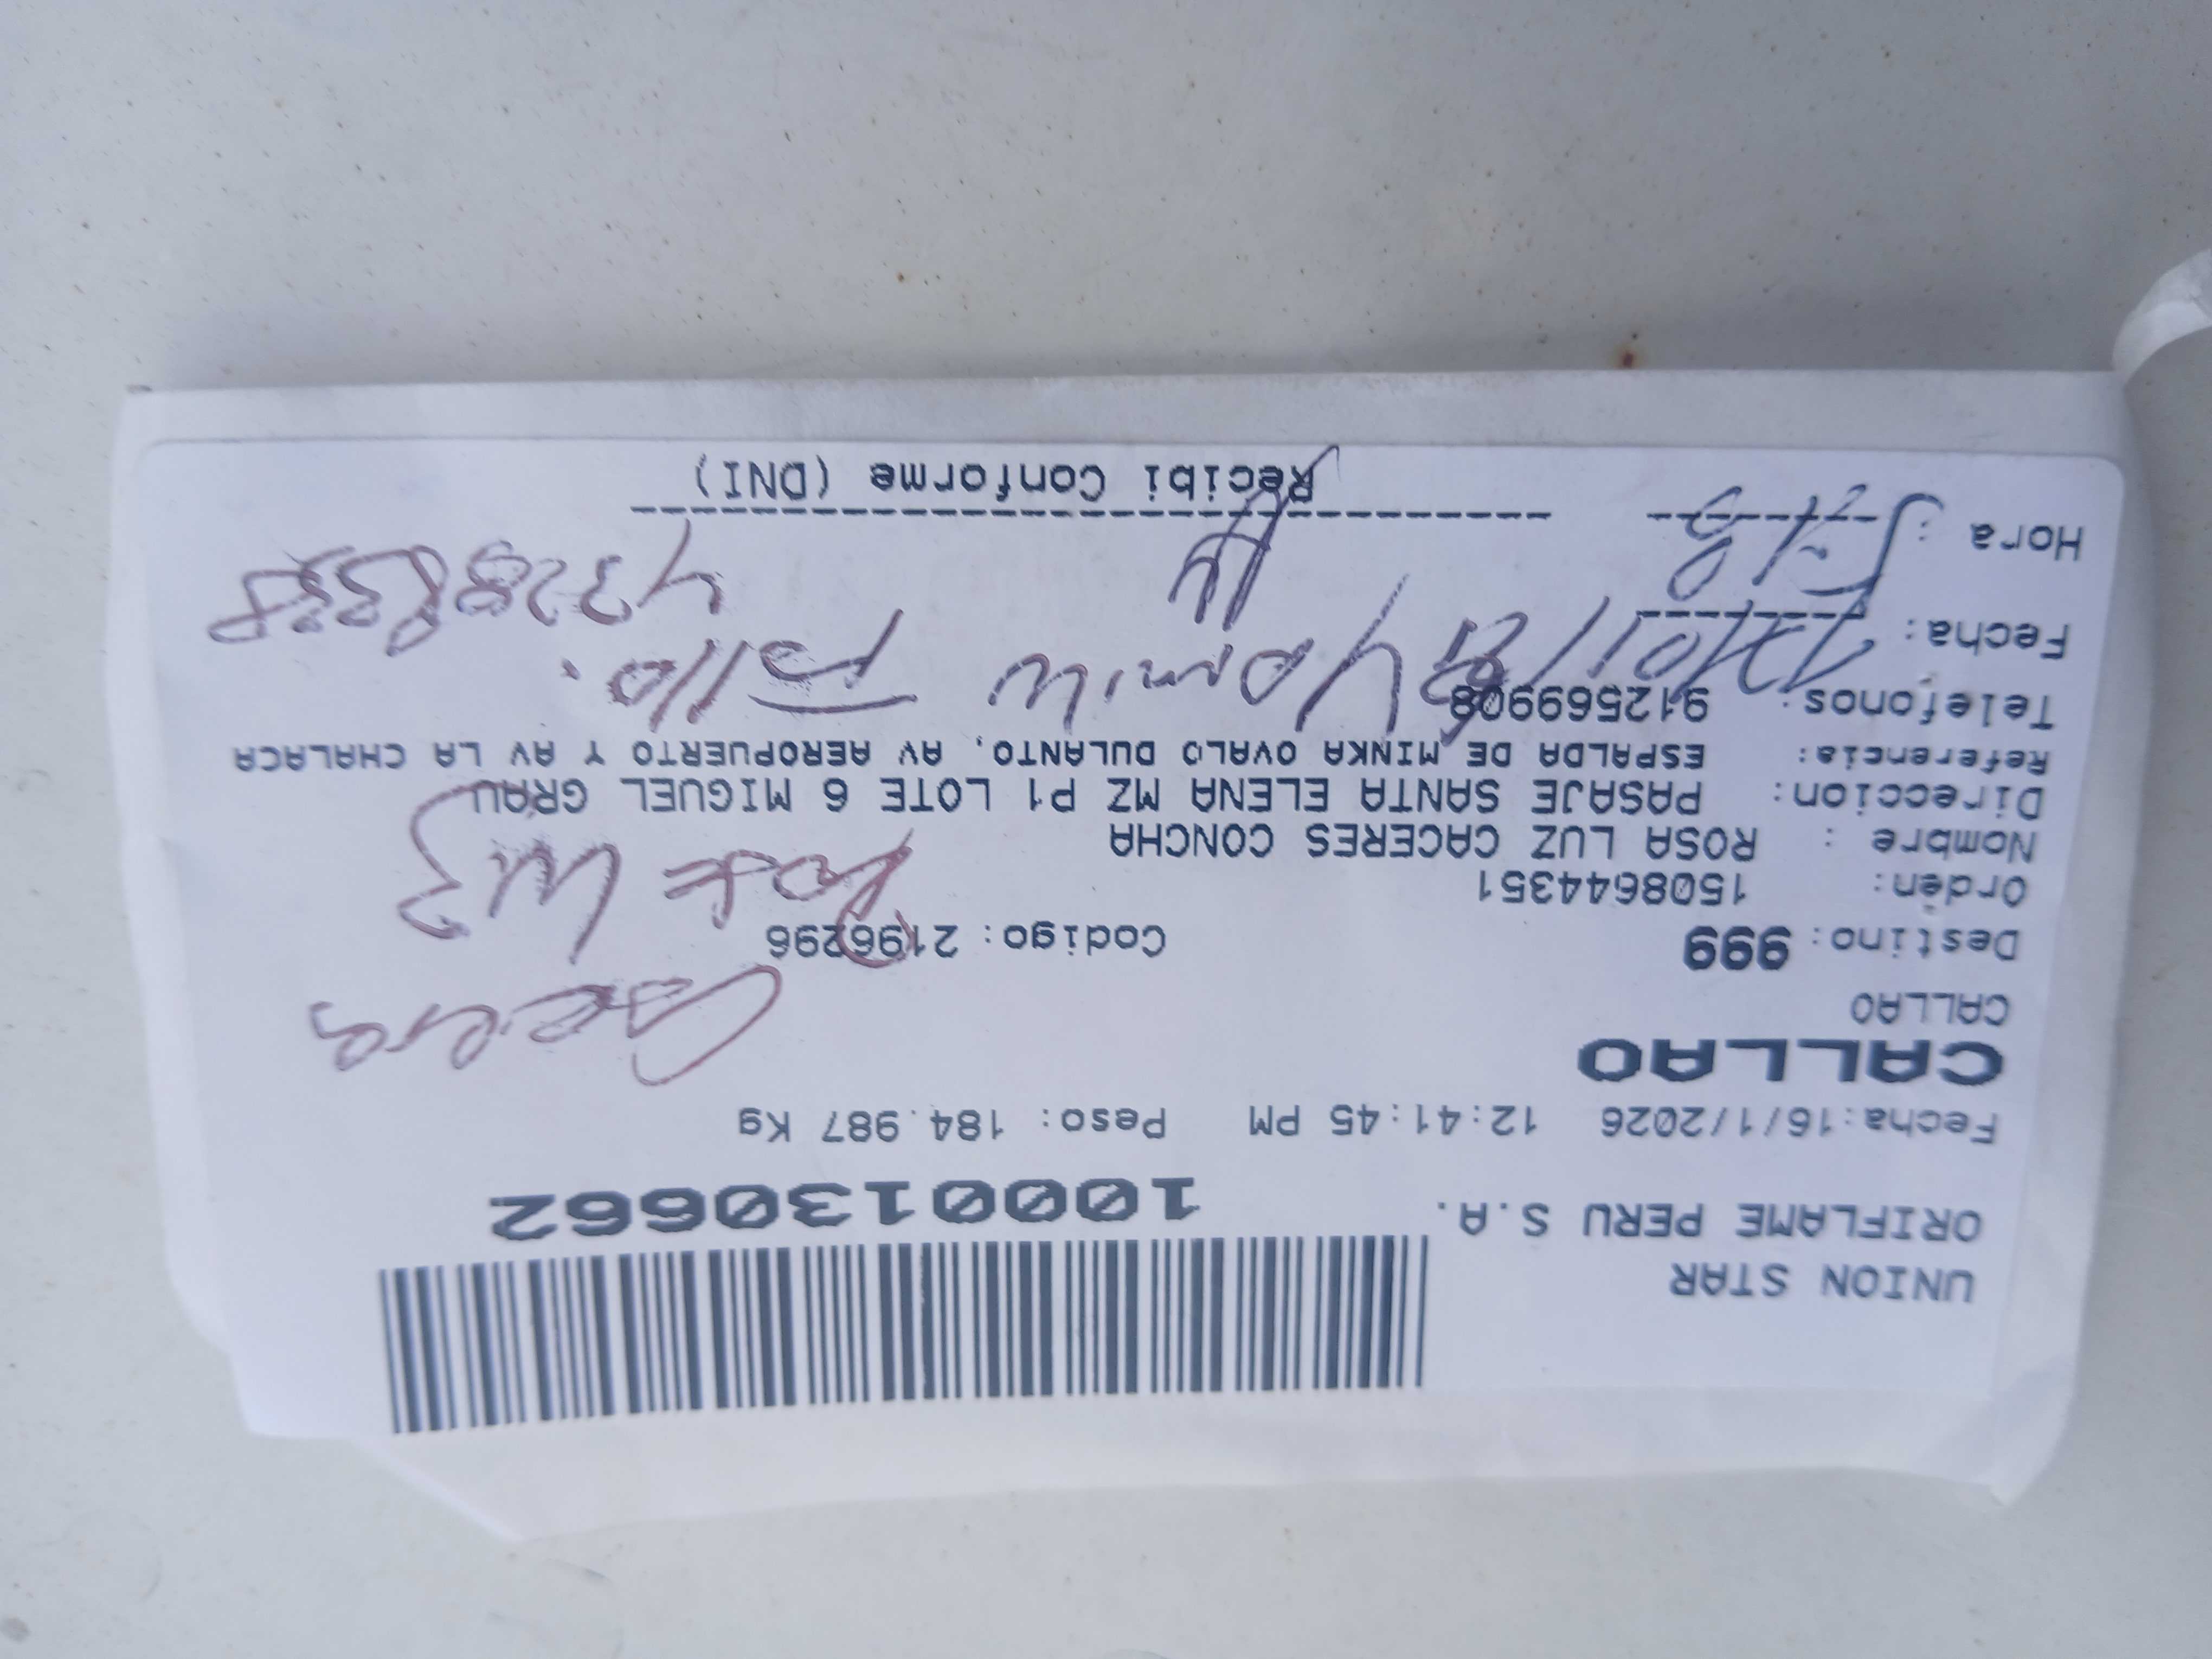 UNION STAR
ORIFLAME PERU S.A.
1000130662
Fecha:16/1/2026 12:41:45 PM Peso: 184.987 Kg
CALLAO
CALLAO
Destino: 999 Codigo: 2196296
Orden: 1508644351
Nombre : ROSA LUZ CACERES CONCHA
Direccion: PASAJE SANTA ELENA MZ P1 LOTE 6 MIGUEL GRAU
Referencia: ESPALDA DE MINKA OVALO DULANTO, AV AEROPUERTO Y AV LA CHALACA
Telefonos: 912569908
Fecha:
Hora :
Recibi Conforme (DNI)